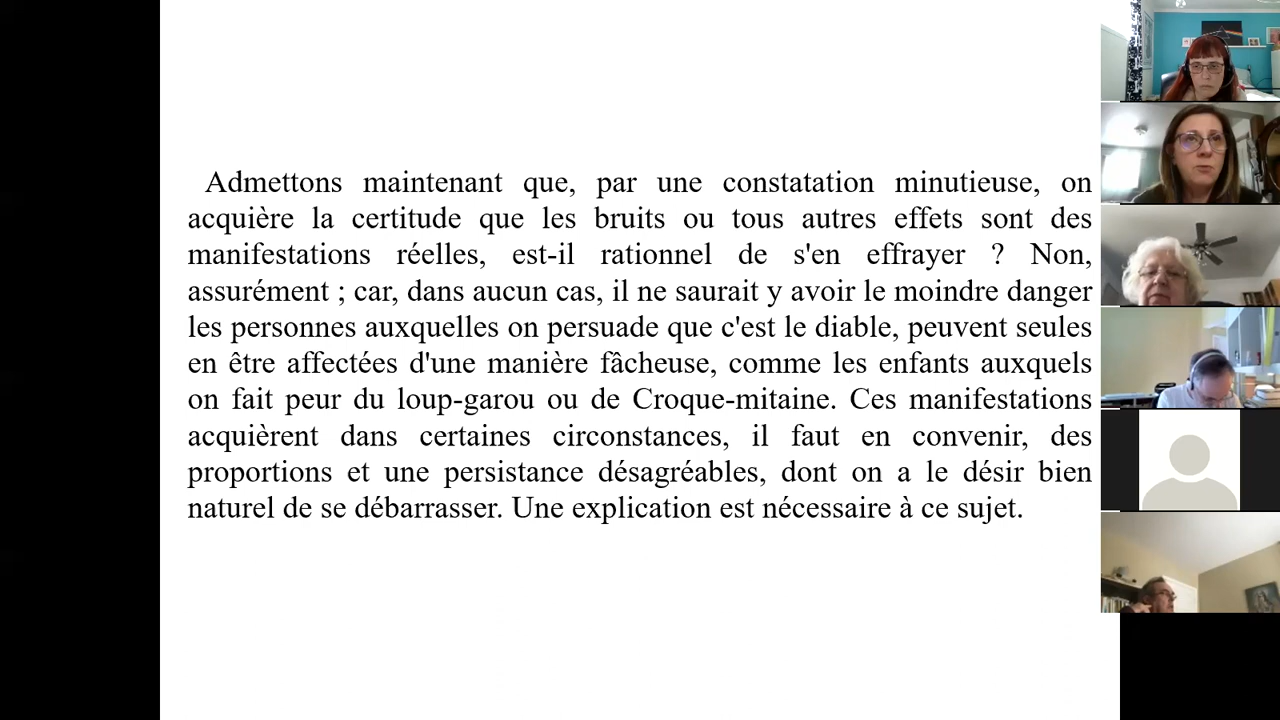 Admettons maintenant que, par une constatation minutieuse, on
acquière la certitude que les bruits ou tous autres effets sont des
manifestations réelles, est-il rationnel de s'en effrayer ? Non,
assurément ; car, dans aucun cas, il ne saurait y avoir le moindre danger
les personnes auxquelles on persuade que c'est le diable, peuvent seules
en être affectées d'une manière fâcheuse, comme les enfants auxquels
on fait peur du loup-garou ou de Croque-mitaine. Ces manifestations
acquièrent dans certaines circonstances, il faut en convenir, des
proportions et une persistance désagréables, dont on a le désir bien
naturel de se débarrasser. Une explication est nécessaire à ce sujet.